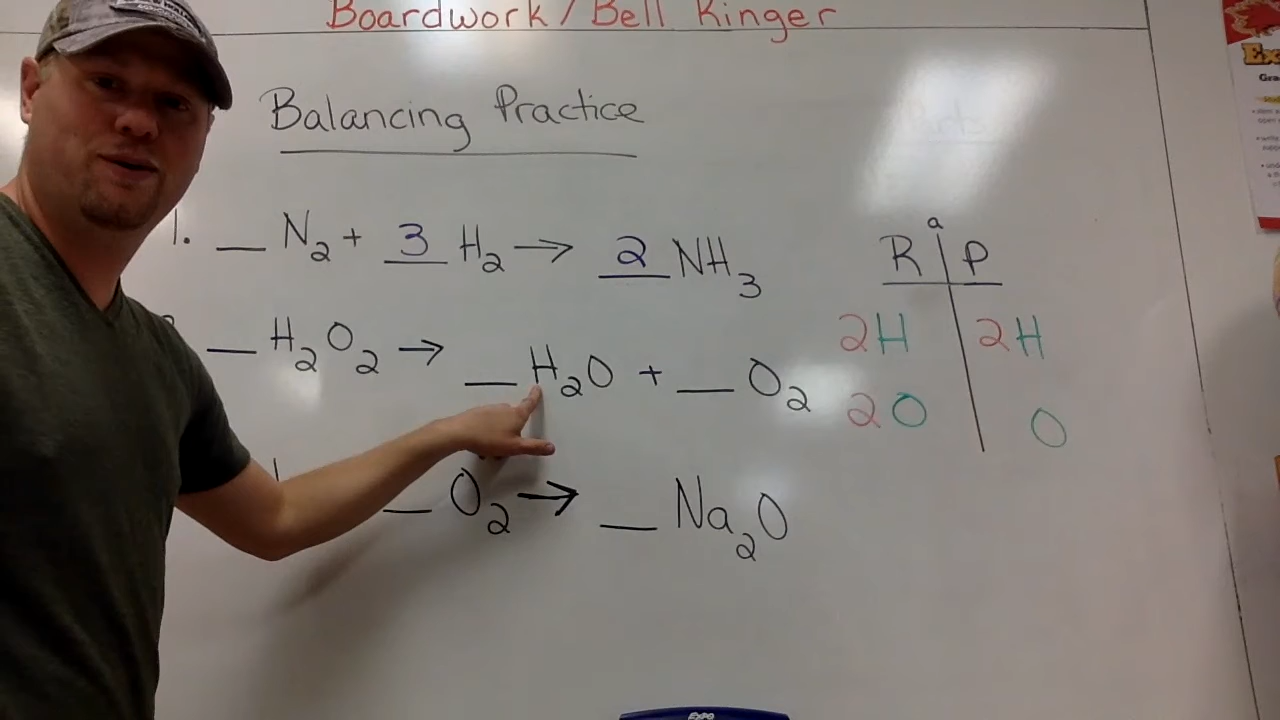 Boardwork / Bell Ringer
Balancing Practice
1. __ N2 + 3 H2 → 2 NH3
__ H2O2 → __ H2O + __ O2
__ O2 → __ Na2O
a
R | P
2H | 2H
2O | O
Expo